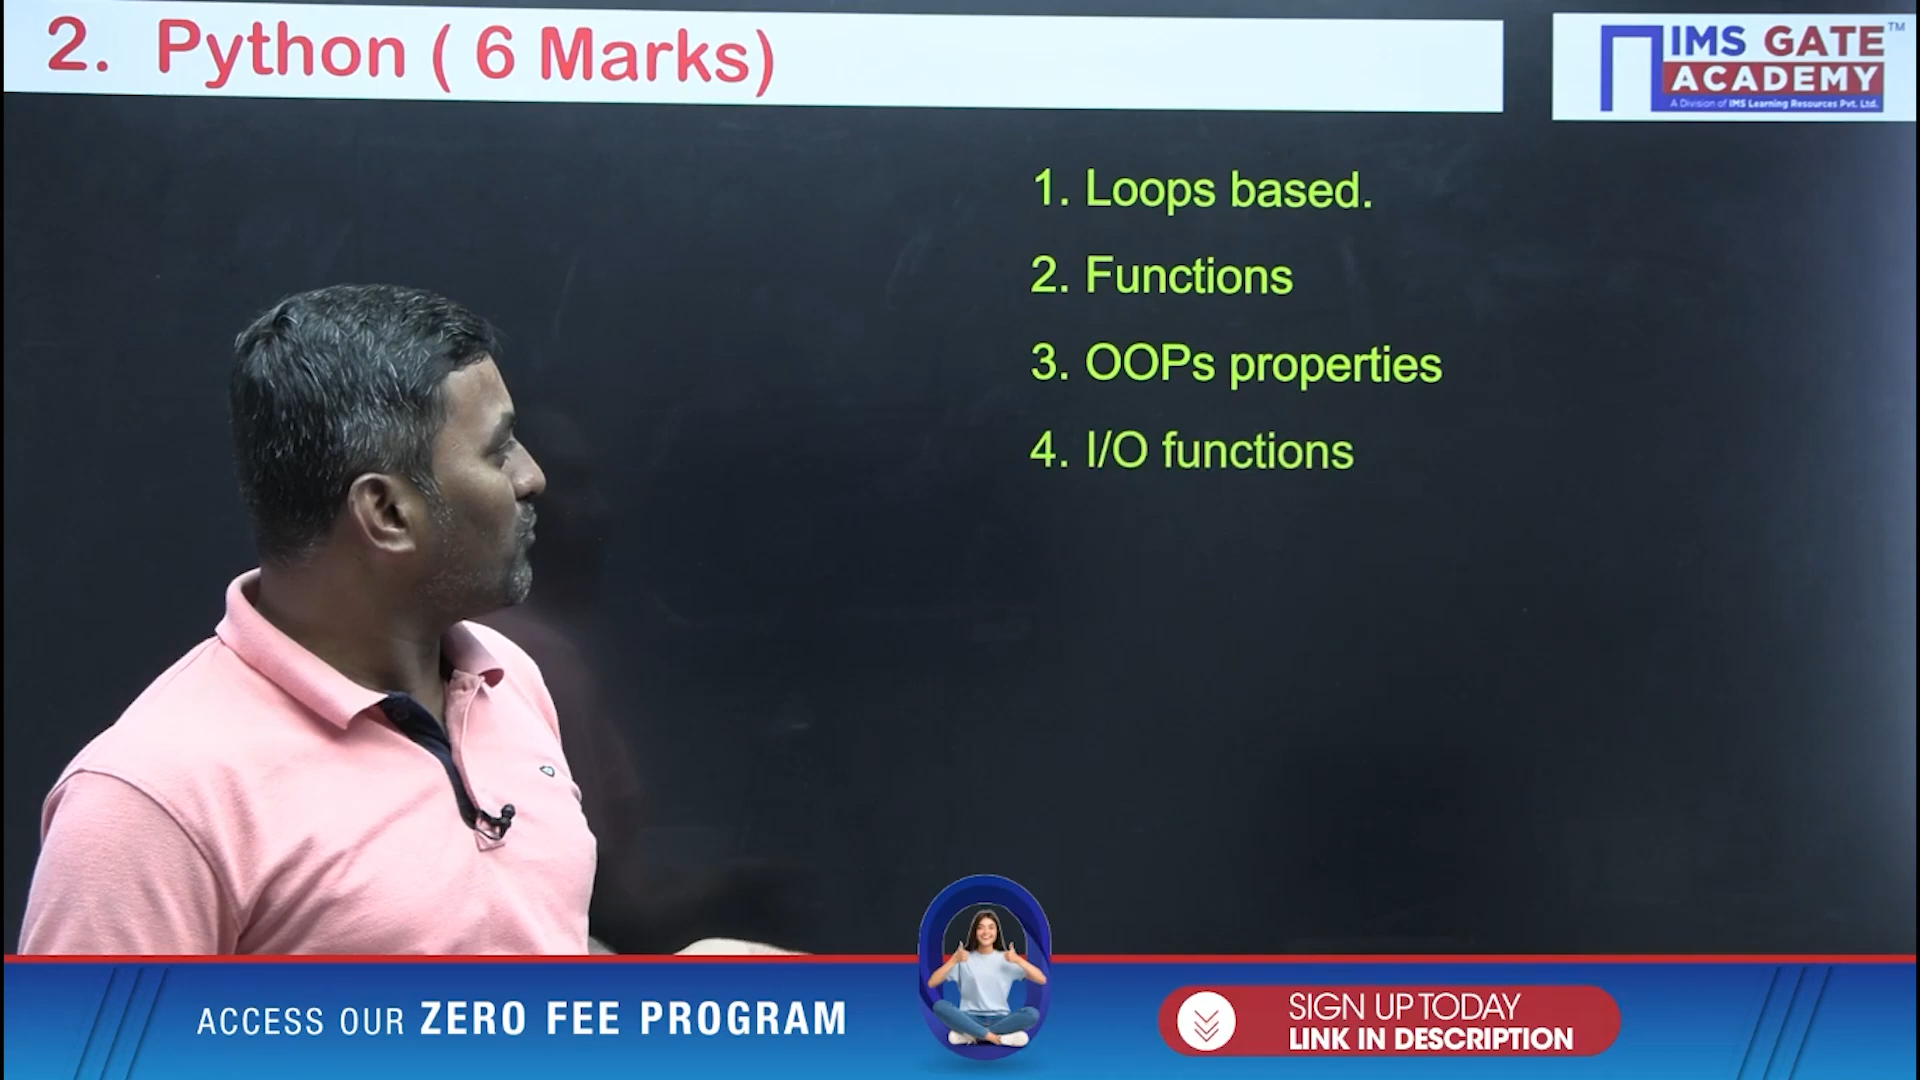 2. Python ( 6 Marks)
IMS GATE TM
ACADEMY
A Division of IMS Learning Resources Pvt. Ltd.
1. Loops based.
2. Functions
3. OOPs properties
4. I/O functions
ACCESS OUR ZERO FEE PROGRAM
SIGN UP TODAY
LINK IN DESCRIPTION